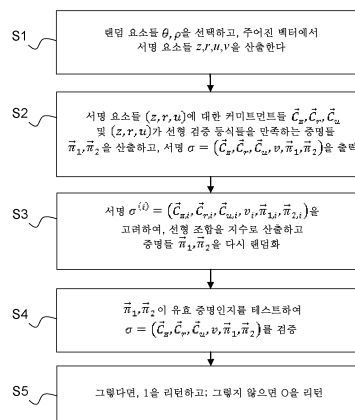 S1
랜덤 요소들 θ,ρ을 선택하고, 주어진 벡터에서
서명 요소들 z,r,u,v을 산출한다
S2
서명 요소들 (z,r,u)에 대한 커미트먼트들 C⃗z,C⃗r,C⃗u
및 (z,r,u)가 선형 검증 등식들을 만족하는 증명들
π⃗1,π⃗2을 산출하고, 서명 σ = (C⃗z,C⃗r,C⃗u,v,π⃗1,π⃗2)을 출력
S3
서명 σ(i) = (C⃗z,i,C⃗r,i,C⃗u,i,vi,π⃗1,i,π⃗2,i)을
고려하여, 선형 조합을 지수로 산출하고
증명들 π⃗1,π⃗2을 다시 랜덤화
S4
π⃗1,π⃗2이 유효 증명인지를 테스트하여
σ = (C⃗z,C⃗r,C⃗u,v,π⃗1,π⃗2)를 검증
S5
그렇다면, 1을 리턴하고; 그렇지 않으면 0을 리턴